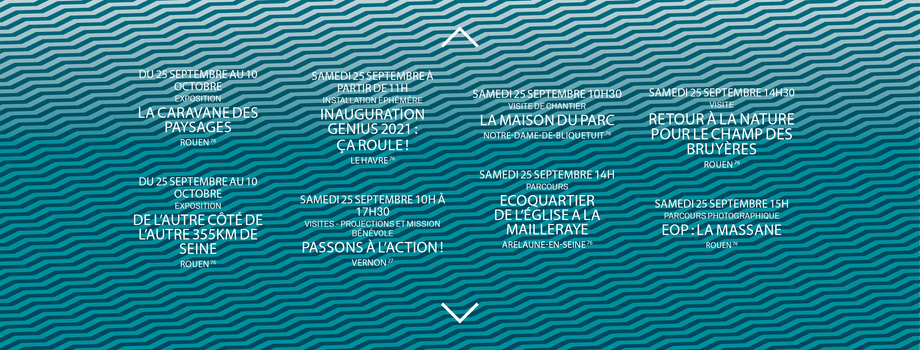 DU 25 SEPTEMBRE AU 10
OCTOBRE
EXPOSITION
LA CARAVANE DES
PAYSAGES
ROUEN 76
DU 25 SEPTEMBRE AU 10
OCTOBRE
EXPOSITION
DE L'AUTRE CÔTÉ DE
L'AUTRE 355KM DE
SEINE
ROUEN 76
SAMEDI 25 SEPTEMBRE À
PARTIR DE 11H
INSTALLATION ÉPHÉMÈRE
INAUGURATION
GENIUS 2021 :
ÇA ROULE !
LE HAVRE 76
SAMEDI 25 SEPTEMBRE 10H À
17H30
VISITES - PROJECTIONS ET MISSION
BÉNÉVOLE
PASSONS À L'ACTION !
VERNON 27
SAMEDI 25 SEPTEMBRE 10H30
VISITE DE CHANTIER
LA MAISON DU PARC
NOTRE-DAME-DE-BLIQUETUIT 76
SAMEDI 25 SEPTEMBRE 14H
PARCOURS
ECOQUARTIER
DE L'ÉGLISE A LA
MAILLERAYE
ARELAUNE-EN-SEINE 76
SAMEDI 25 SEPTEMBRE 14H30
VISITE
RETOUR À LA NATURE
POUR LE CHAMP DES
BRUYÈRES
ROUEN 76
SAMEDI 25 SEPTEMBRE 15H
PARCOURS PHOTOGRAPHIQUE
EOP : LA MASSANE
ROUEN 76